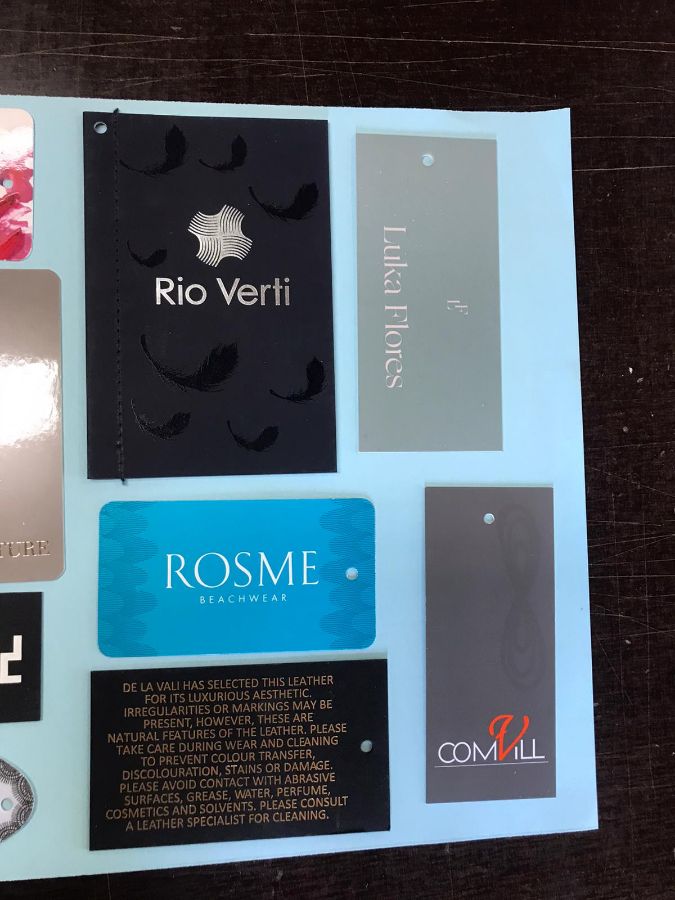 Rio Verti
Luka Flores
LF
TURE
ROSME
BEACHWEAR
DE LA VALI HAS SELECTED THIS LEATHER
FOR ITS LUXURIOUS AESTHETIC.
IRREGULARITIES OR MARKINGS MAY BE
PRESENT, HOWEVER, THESE ARE
NATURAL FEATURES OF THE LEATHER. PLEASE
TAKE CARE DURING WEAR AND CLEANING
TO PREVENT COLOUR TRANSFER,
DISCOLOURATION, STAINS OR DAMAGE.
PLEASE AVOID CONTACT WITH ABRASIVE
SURFACES, GREASE, WATER, PERFUME,
COSMETICS AND SOLVENTS. PLEASE CONSULT
A LEATHER SPECIALIST FOR CLEANING.
COMVILL